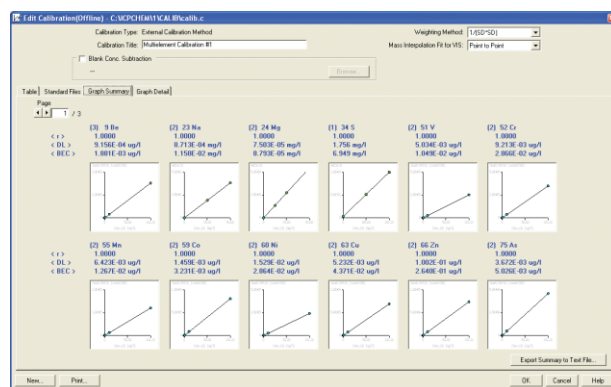 Edit Calibration(Offline) - C:\ICPCHEM\1\CALIB\calib.c
Calibration Type: External Calibration Method
Weighting Method: 1/(SD*SD)
Calibration Title: Multielement Calibration #1
Mass Interpolation Fit for VIS: Point to Point
Blank Conc. Subtraction
---
Browse...
Table Standard Files Graph Summary Graph Detail
Page
1 / 3
(3) 9 Be (2) 23 Na (2) 24 Mg (1) 34 S (2) 51 V (2) 52 Cr
< r > 1.0000 1.0000 1.0000 1.0000 1.0000 1.0000
< DL > 9.156E-04 ug/l 8.713E-04 mg/l 7.503E-05 mg/l 1.756 mg/l 5.034E-03 ug/l 9.213E-03 ug/l
< BEC > 1.881E-03 ug/l 1.150E-02 mg/l 8.793E-05 mg/l 6.949 mg/l 1.049E-02 ug/l 2.866E-02 ug/l
(2) 55 Mn (2) 59 Co (2) 60 Ni (2) 63 Cu (2) 66 Zn (2) 75 As
< r > 1.0000 1.0000 1.0000 1.0000 1.0000 1.0000
< DL > 6.423E-03 ug/l 1.459E-03 ug/l 1.529E-02 ug/l 5.232E-03 ug/l 1.082E-01 ug/l 3.672E-03 ug/l
< BEC > 1.267E-02 ug/l 3.231E-03 ug/l 2.864E-02 ug/l 4.371E-02 ug/l 2.640E-01 ug/l 5.026E-03 ug/l
Export Summary to Text File...
New... Print... OK Cancel Help